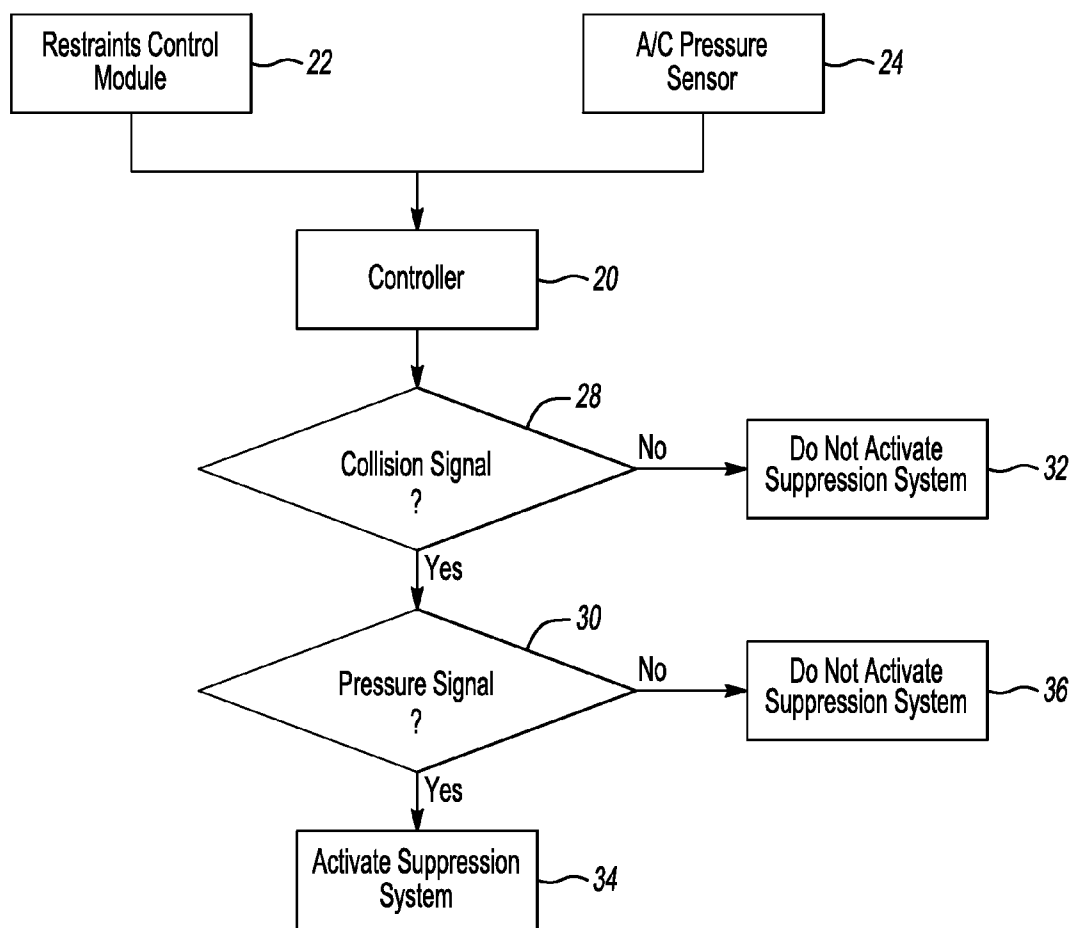 Restraints Control
Module
22
A/C Pressure
Sensor
24
Controller
20
28
Collision Signal
?
No
Do Not Activate
Suppression System
32
Yes
30
Pressure Signal
?
No
Do Not Activate
Suppression System
36
Yes
Activate Suppression
System
34